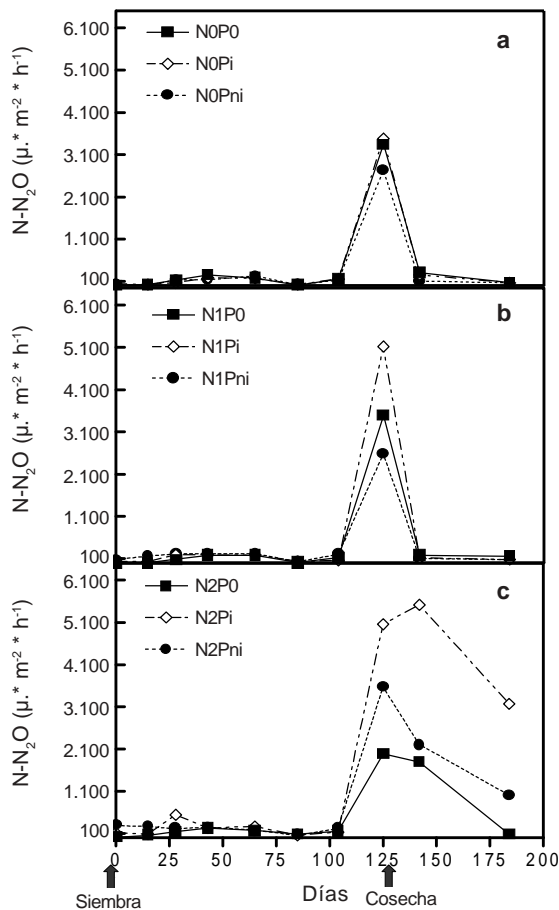 a
6.100
5.100
4.100
3.100
2.100
1.100
100
N-N₂O (µ.* m⁻² * h⁻¹)
N0P0
N0Pi
N0Pni
b
6.100
5.100
4.100
3.100
2.100
1.100
100
N-N₂O (µ.* m⁻² * h⁻¹)
N1P0
N1Pi
N1Pni
c
6.100
5.100
4.100
3.100
2.100
1.100
100
N-N₂O (µ.* m⁻² * h⁻¹)
N2P0
N2Pi
N2Pni
0 25 50 75 100 125 150 175 200
Siembra Días Cosecha